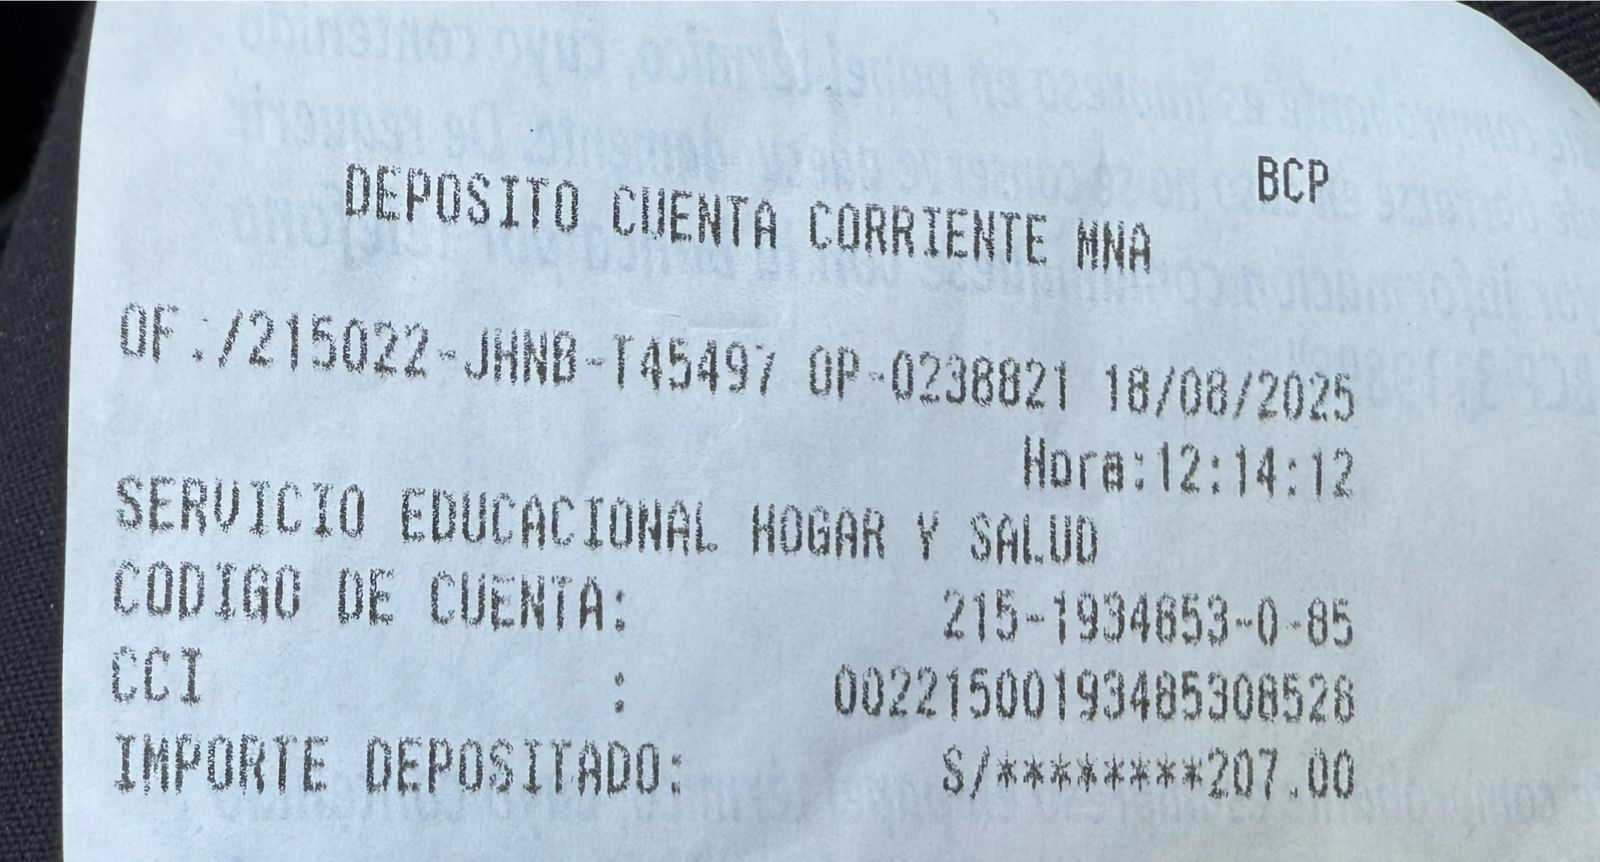 BCP
DEPOSITO CUENTA CORRIENTE MNA
OF:/215022-JHNB-T45497 OP-0238821 18/08/2025
Hora:12:14:12
SERVICIO EDUCACIONAL HOGAR Y SALUD
CODIGO DE CUENTA: 215-1934853-0-85
CCI : 00221500193485308528
IMPORTE DEPOSITADO: S/********207.00